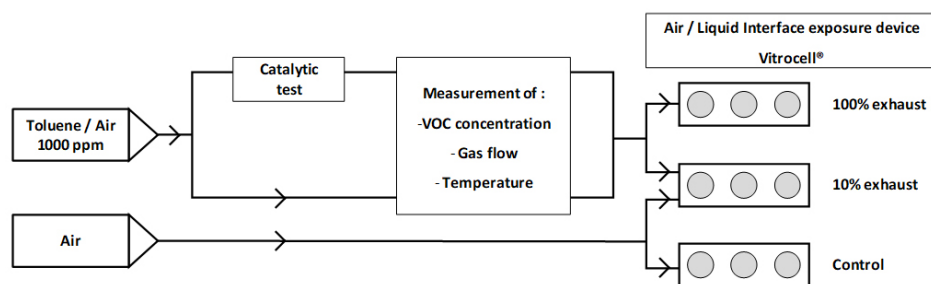 Air / Liquid Interface exposure device
Vitrocell®
Catalytic
test
Measurement of :
-VOC concentration
- Gas flow
- Temperature
Toluene / Air
1000 ppm
100% exhaust
10% exhaust
Air
Control